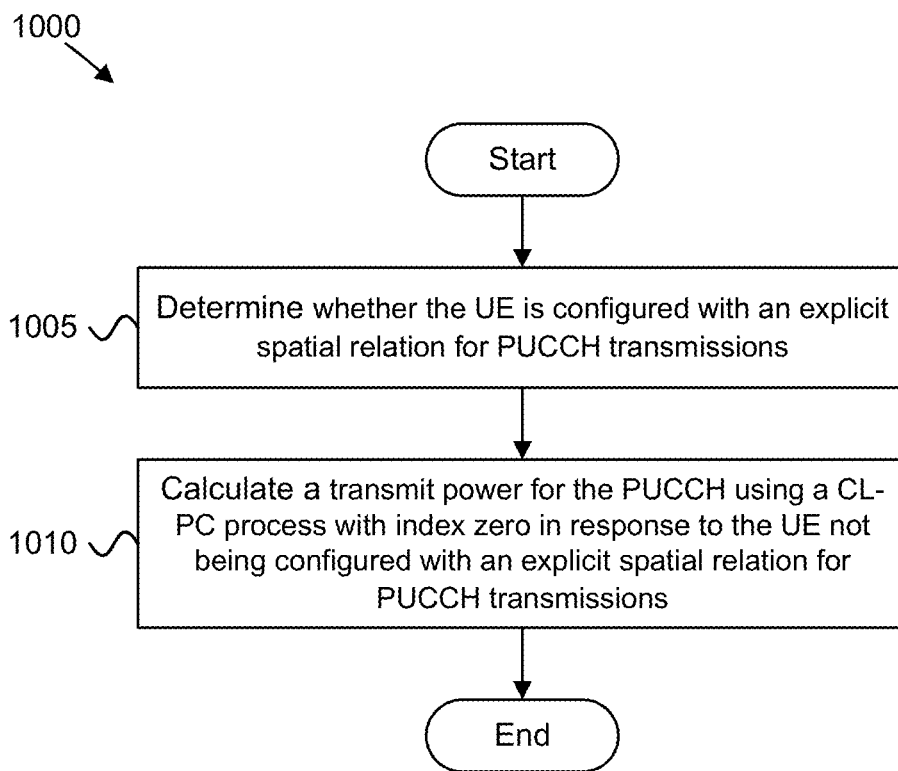 1000
Start
1005
Determine whether the UE is configured with an explicit
spatial relation for PUCCH transmissions
1010
Calculate a transmit power for the PUCCH using a CL-
PC process with index zero in response to the UE not
being configured with an explicit spatial relation for
PUCCH transmissions
End